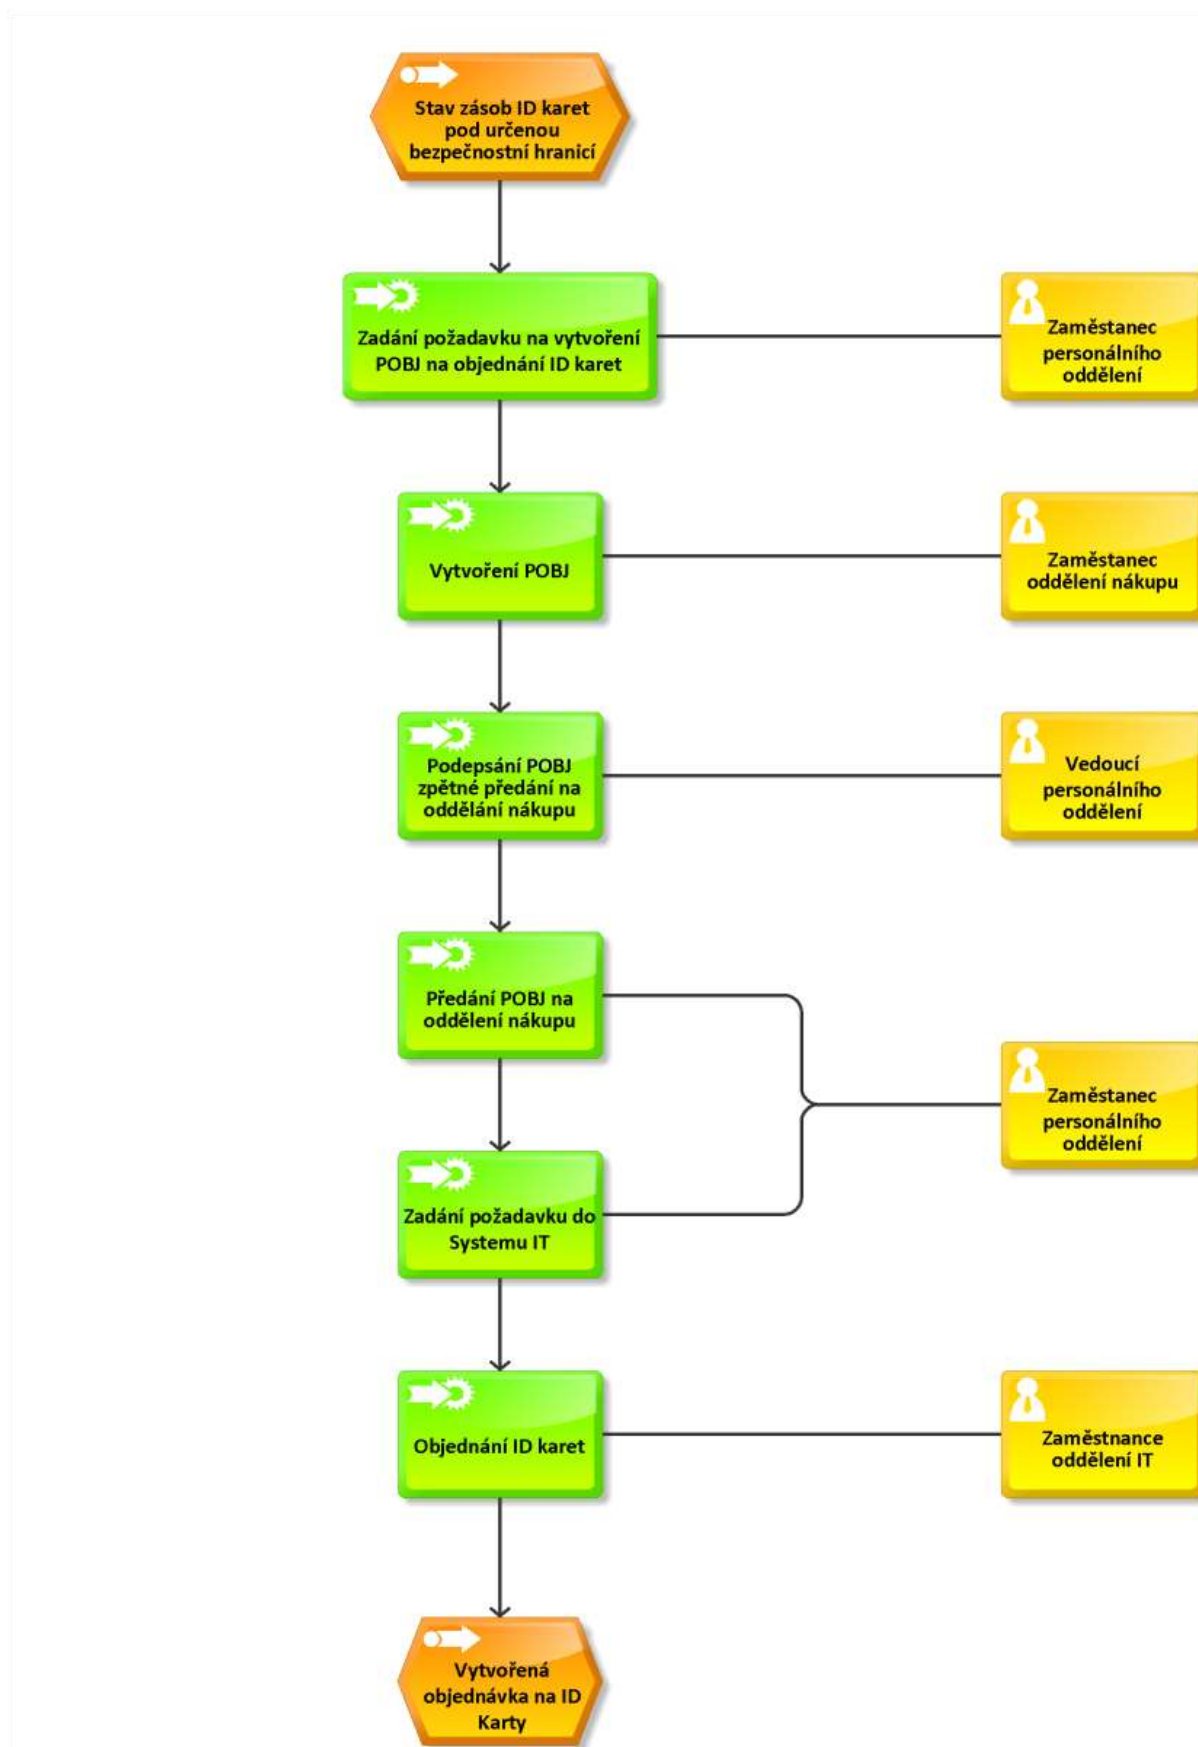 Stav zásob ID karet
pod určenou
bezpečnostní hranicí
Zadání požadavku na vytvoření
POBJ na objednání ID karet
Zaměstanec
personálního
oddělení
Vytvoření POBJ
Zaměstanec
oddělení nákupu
Podepsání POBJ
zpětné předání na
oddělání nákupu
Vedoucí
personálního
oddělení
Předání POBJ na
oddělení nákupu
Zaměstanec
personálního
oddělení
Zadání požadavku do
Systemu IT
Objednání ID karet
Zaměstnance
oddělení IT
Vytvořená
objednávka na ID
Karty